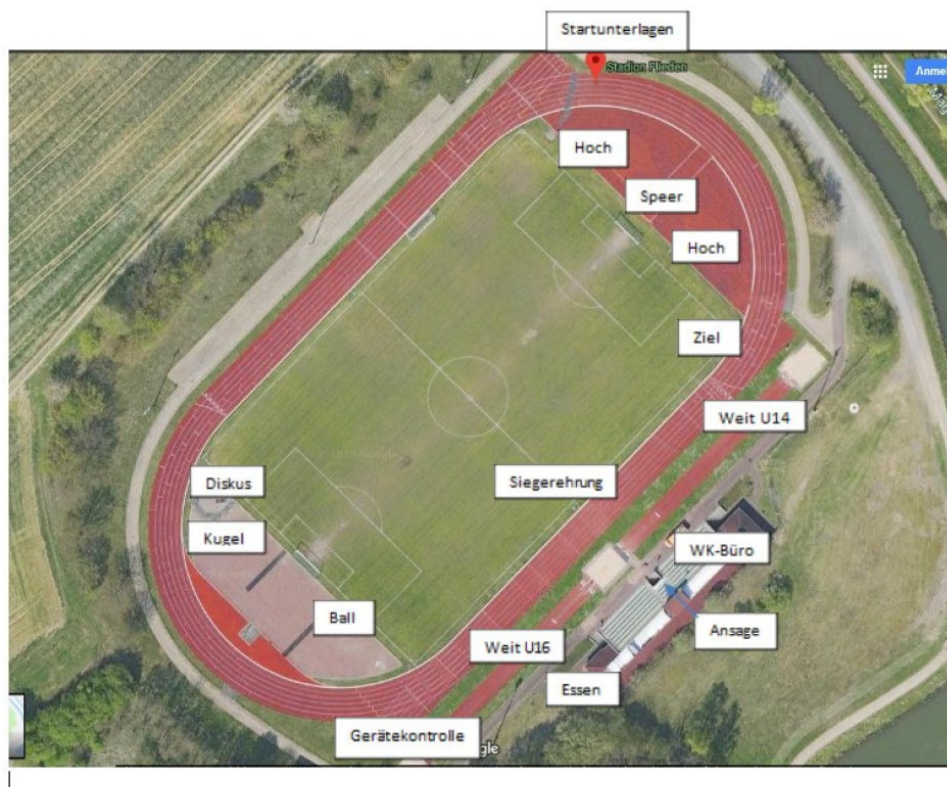 Startunterlagen
Stadion Flieden
Anme
Hoch
Speer
Hoch
Ziel
Weit U14
Diskus
Siegerehrung
Kugel
WK-Büro
Ball
Ansage
Weit U16
Essen
Gerätekontrolle
gle